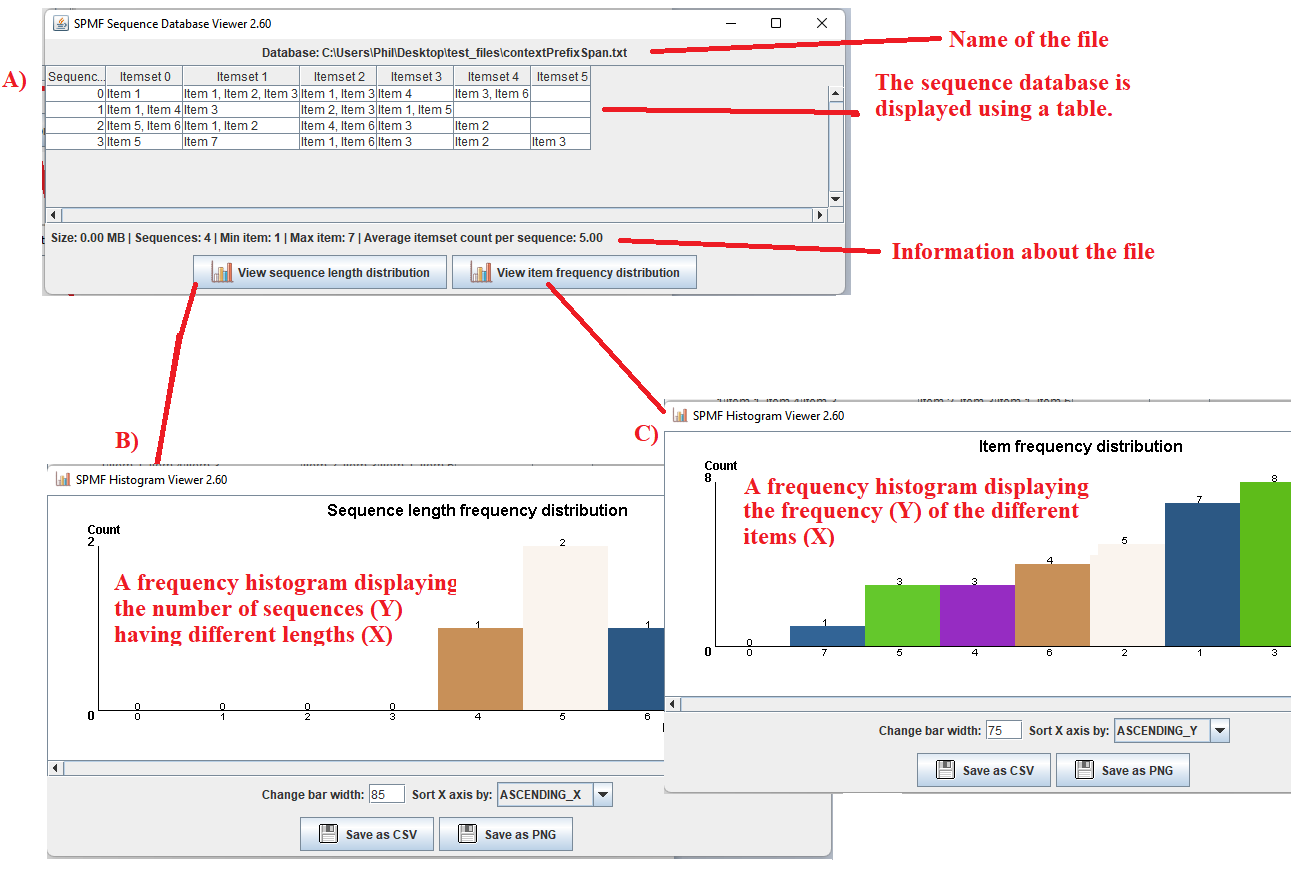 SPMF Sequence Database Viewer 2.60
Database: C:\Users\Phil\Desktop\test_files\contextPrefixSpan.txt
Name of the file
A)
Sequenc... Itemset 0 Itemset 1 Itemset 2 Itemset 3 Itemset 4 Itemset 5
0 Item 1 Item 1, Item 2, Item 3 Item 1, Item 3 Item 4 Item 3, Item 6
1 Item 1, Item 4 Item 3 Item 2, Item 3 Item 1, Item 5
2 Item 5, Item 6 Item 1, Item 2 Item 4, Item 6 Item 3 Item 2
3 Item 5 Item 7 Item 1, Item 6 Item 3 Item 2 Item 3
The sequence database is
displayed using a table.
Size: 0.00 MB | Sequences: 4 | Min item: 1 | Max item: 7 | Average itemset count per sequence: 5.00
Information about the file
View sequence length distribution
View item frequency distribution
B)
SPMF Histogram Viewer 2.60
Sequence length frequency distribution
Count
2
0
A frequency histogram displaying
the number of sequences (Y)
having different lengths (X)
0 0 0 0 1 2 1
0 1 2 3 4 5 6
Change bar width: 85 Sort X axis by: ASCENDING_X
Save as CSV
Save as PNG
C)
SPMF Histogram Viewer 2.60
Item frequency distribution
Count
8
0
A frequency histogram displaying
the frequency (Y) of the different
items (X)
0 1 3 3 4 5 7 8
0 7 5 4 6 2 1 3
Change bar width: 75 Sort X axis by: ASCENDING_Y
Save as CSV
Save as PNG